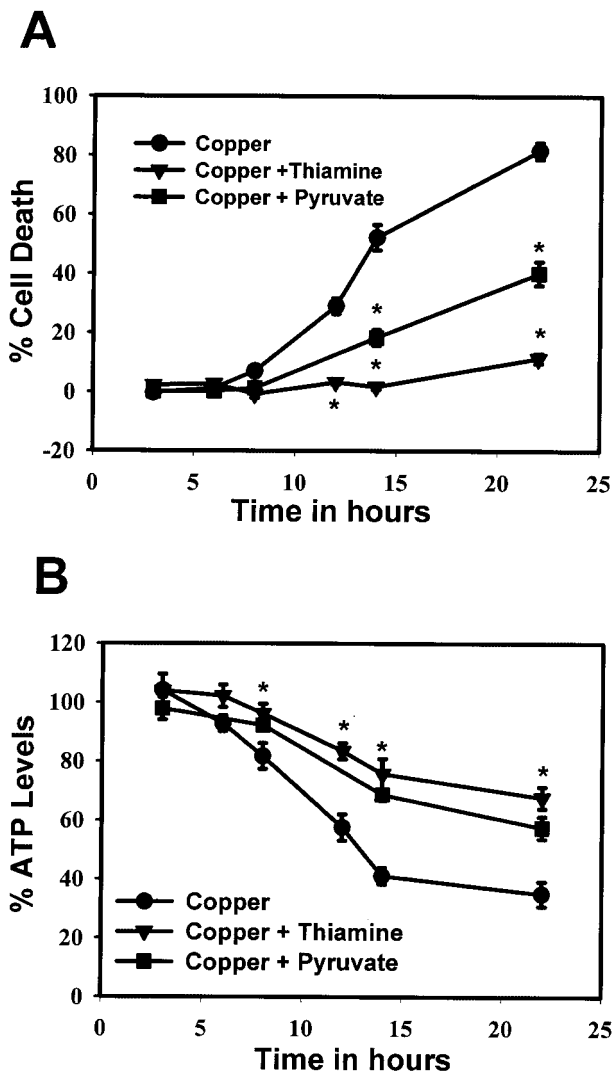 A
100
80
60
40
20
0
-20
% Cell Death
Copper
Copper +Thiamine
Copper + Pyruvate
*
*
*
*
*
0 5 10 15 20 25
Time in hours
B
120
100
80
60
40
20
0
% ATP Levels
*
*
*
*
Copper
Copper + Thiamine
Copper + Pyruvate
0 5 10 15 20 25
Time in hours